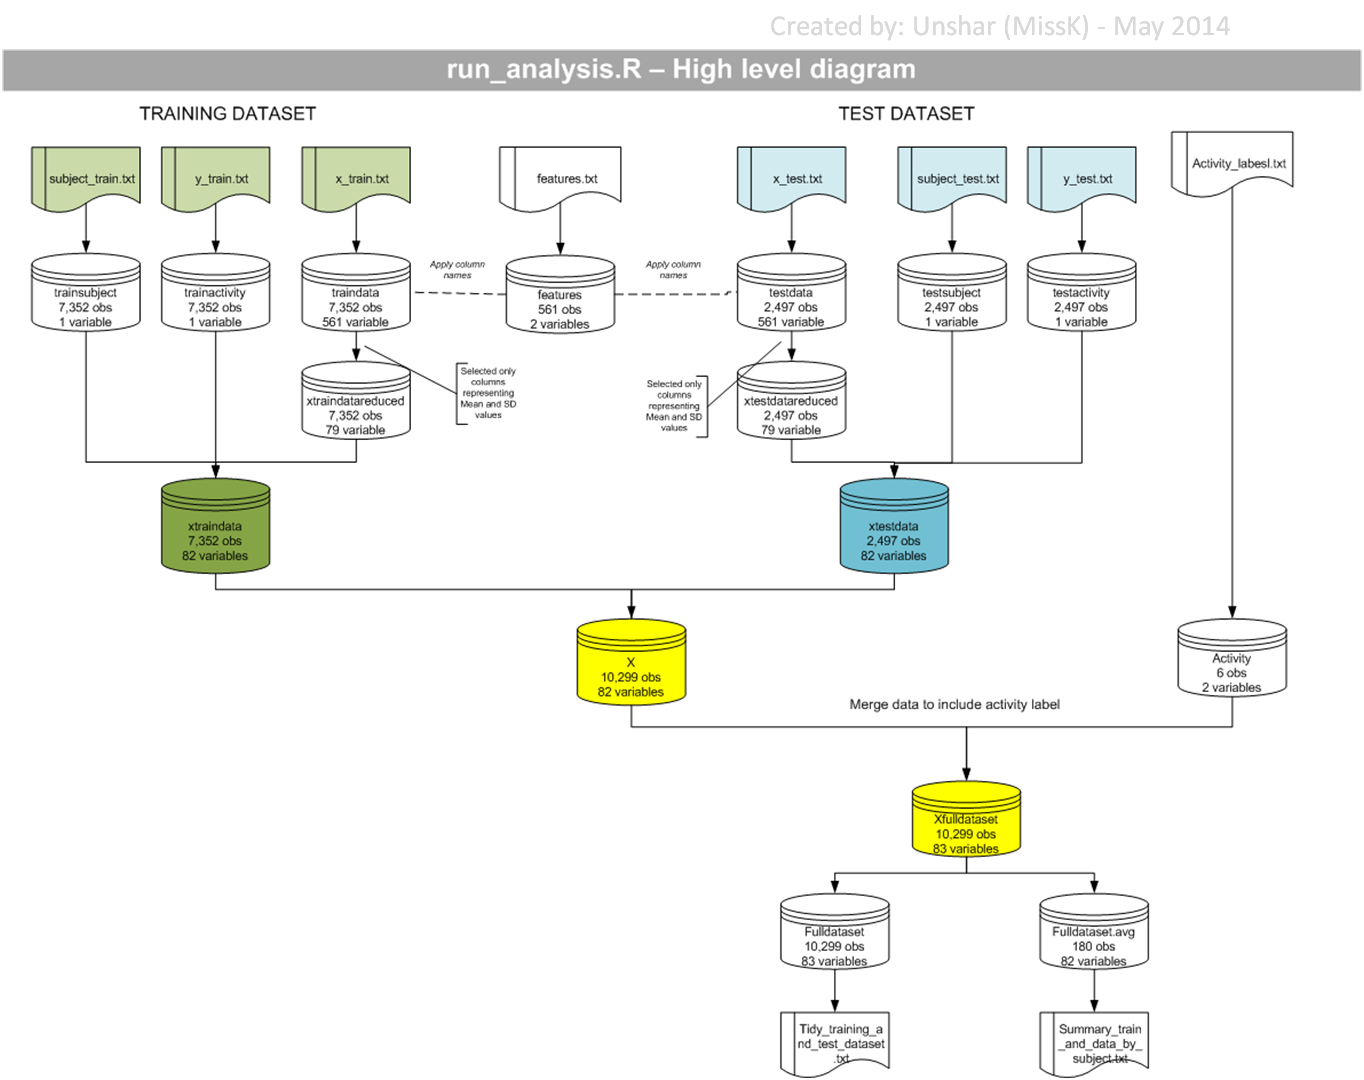 Created by: Unshar (MissK) - May 2014
run_analysis.R – High level diagram
TRAINING DATASET
TEST DATASET
subject_train.txt
y_train.txt
x_train.txt
features.txt
x_test.txt
subject_test.txt
y_test.txt
Activity_labesl.txt
trainsubject
7,352 obs
1 variable
trainactivity
7,352 obs
1 variable
traindata
7,352 obs
561 variable
Apply column
names
features
561 obs
2 variables
Apply column
names
testdata
2,497 obs
561 variable
testsubject
2,497 obs
1 variable
testactivity
2,497 obs
1 variable
xtraindatareduced
7,352 obs
79 variable
Selected only
columns
representing
Mean and SD
values
Selected only
columns
representing
Mean and SD
values
xtestdatareduced
2,497 obs
79 variable
xtraindata
7,352 obs
82 variables
xtestdata
2,497 obs
82 variables
X
10,299 obs
82 variables
Activity
6 obs
2 variables
Merge data to include activity label
Xfulldataset
10,299 obs
83 variables
Fulldataset
10,299 obs
83 variables
Fulldataset.avg
180 obs
82 variables
Tidy_training_a
nd_test_dataset
.txt
Summary_train
_and_data_by_
subject.txt